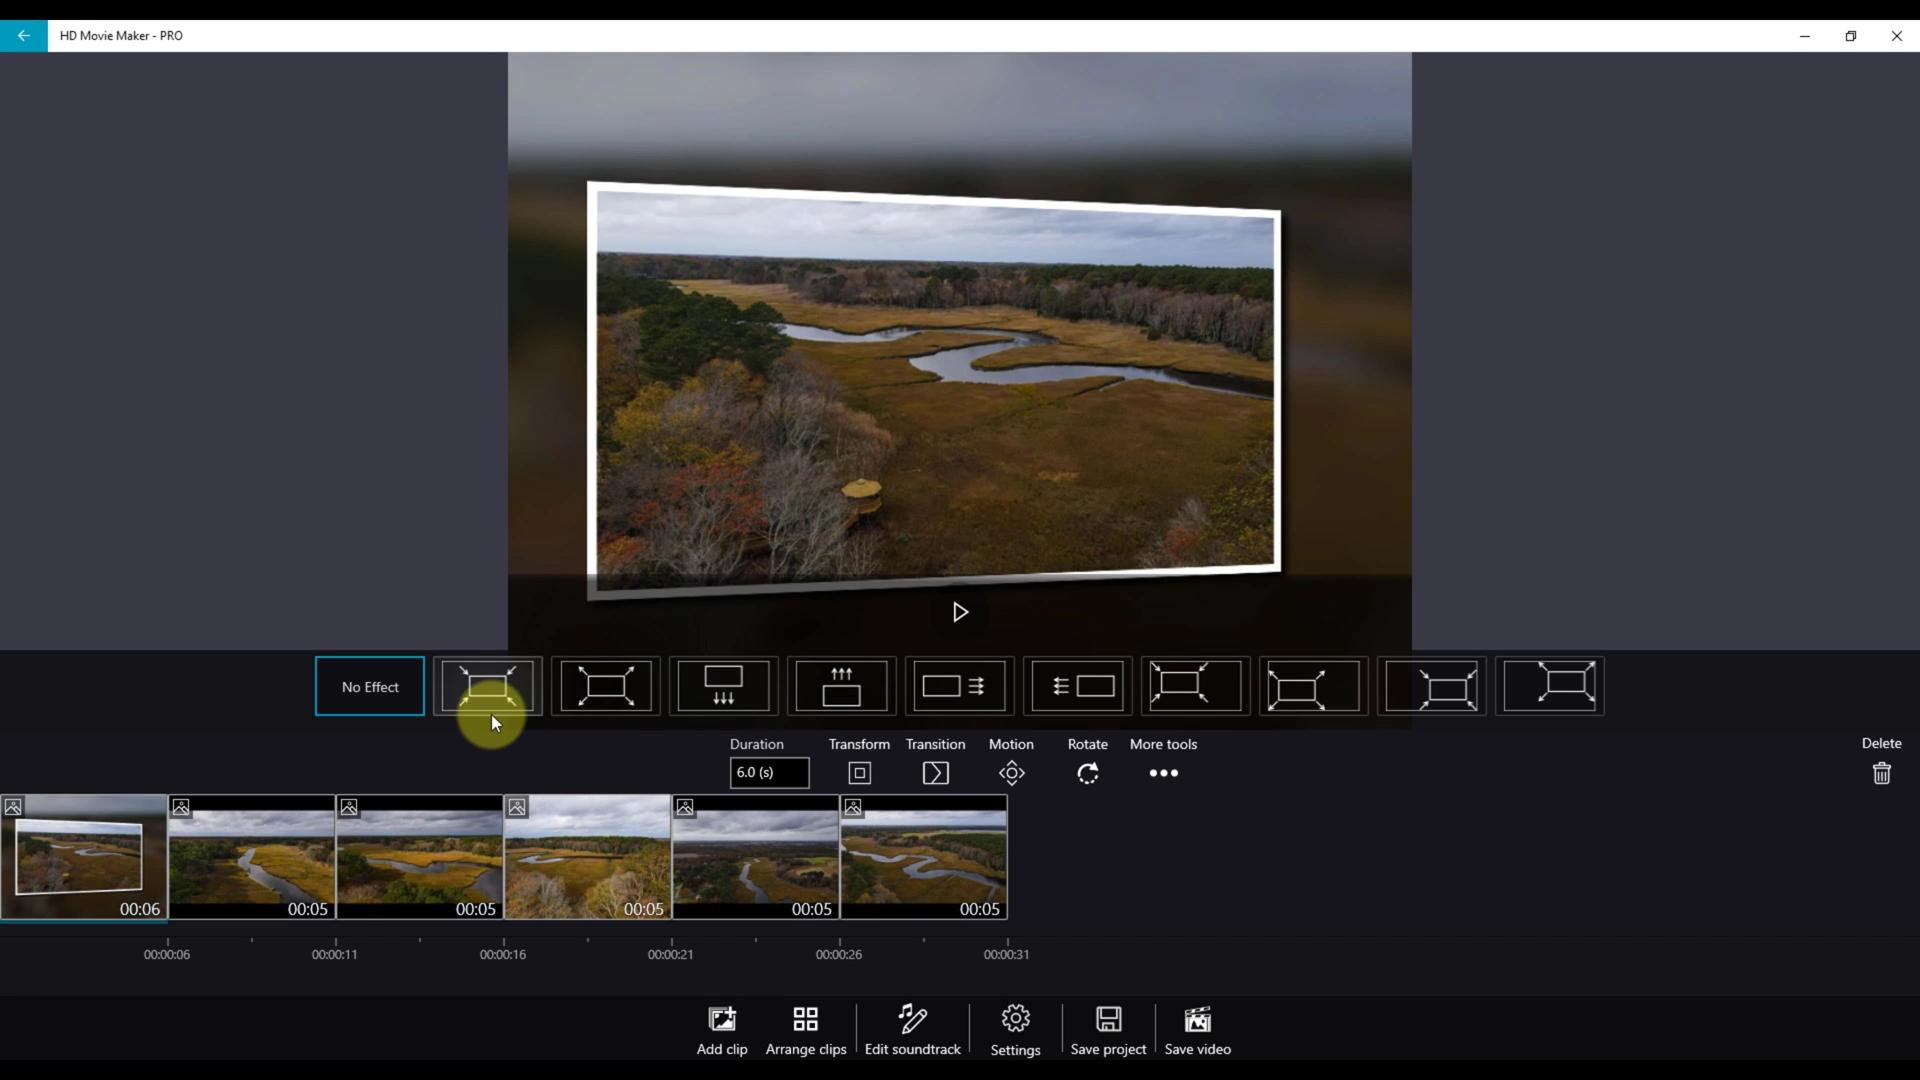 HD Movie Maker - PRO
No Effect
Duration
Transform
Transition
Motion
Rotate
More tools
Delete
6.0 (s)
00:06
00:05
00:05
00:05
00:05
00:05
00:00:06
00:00:11
00:00:16
00:00:21
00:00:26
00:00:31
Add clip
Arrange clips
Edit soundtrack
Settings
Save project
Save video